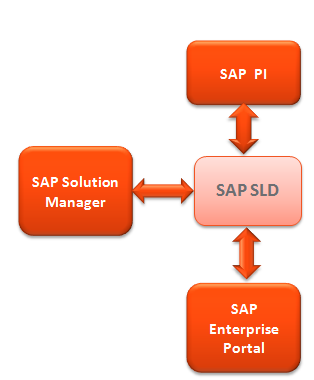 SAP PI
SAP Solution
Manager
SAP SLD
SAP
Enterprise
Portal